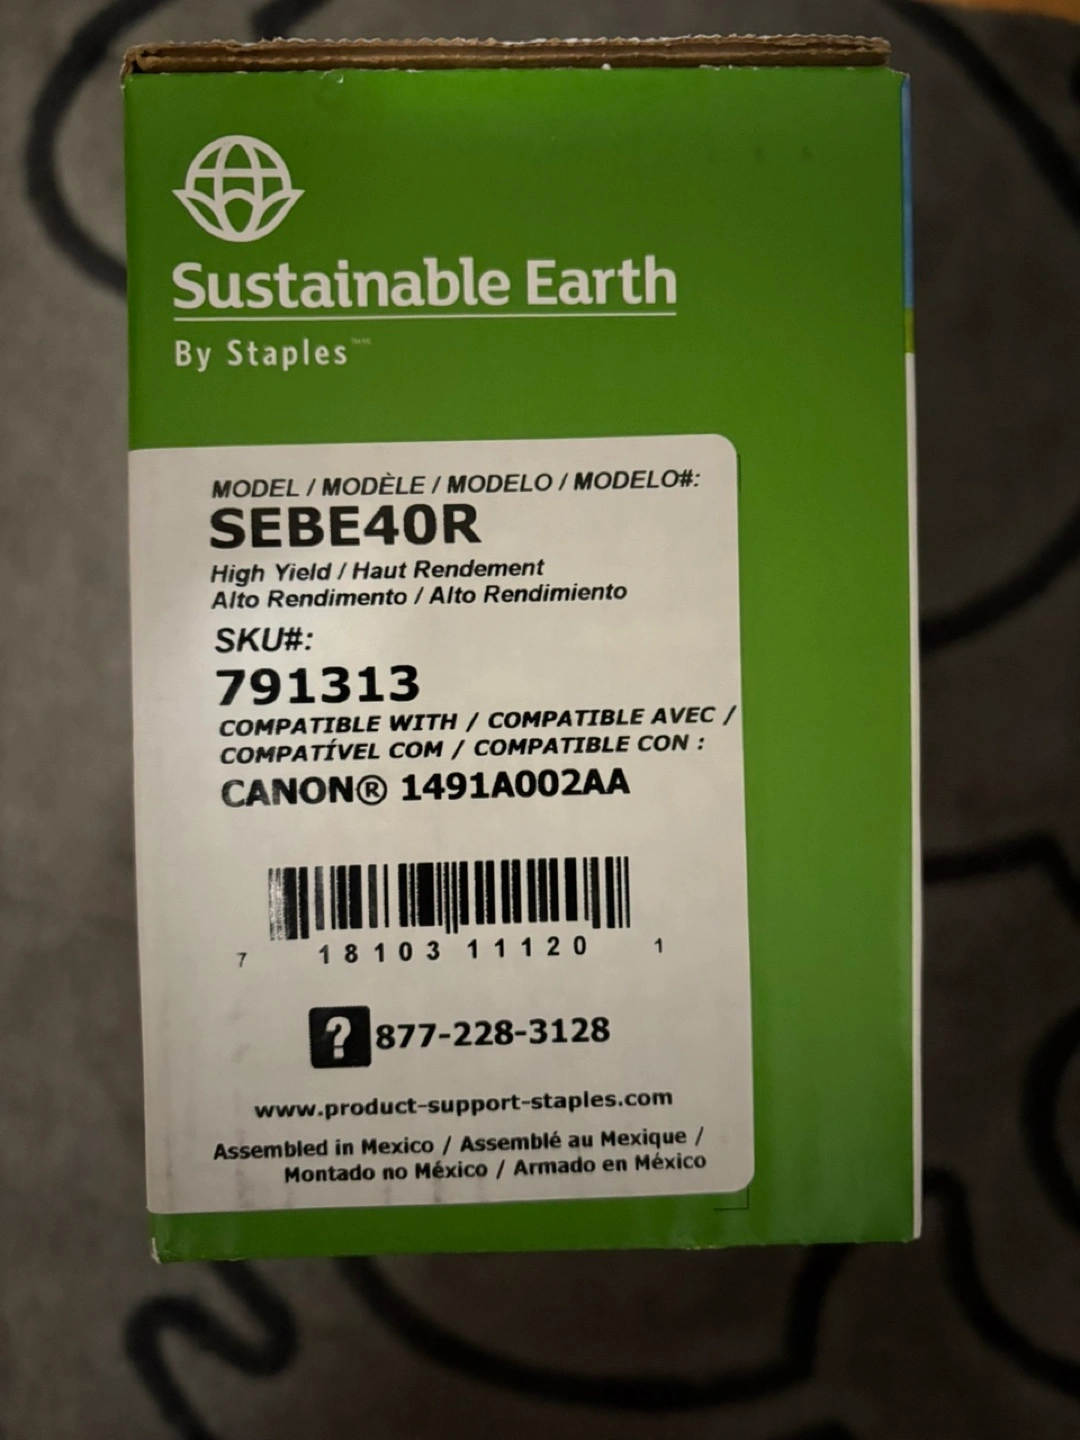 Sustainable Earth
By Staples™/MC
MODEL / MODÈLE / MODELO / MODELO#:
SEBE40R
High Yield / Haut Rendement
Alto Rendimento / Alto Rendimiento
SKU#:
791313
COMPATIBLE WITH / COMPATIBLE AVEC /
COMPATÍVEL COM / COMPATIBLE CON :
CANON® 1491A002AA
7 18103 11120 1
? 877-228-3128
www.product-support-staples.com
Assembled in Mexico / Assemblé au Mexique /
Montado no México / Armado en México